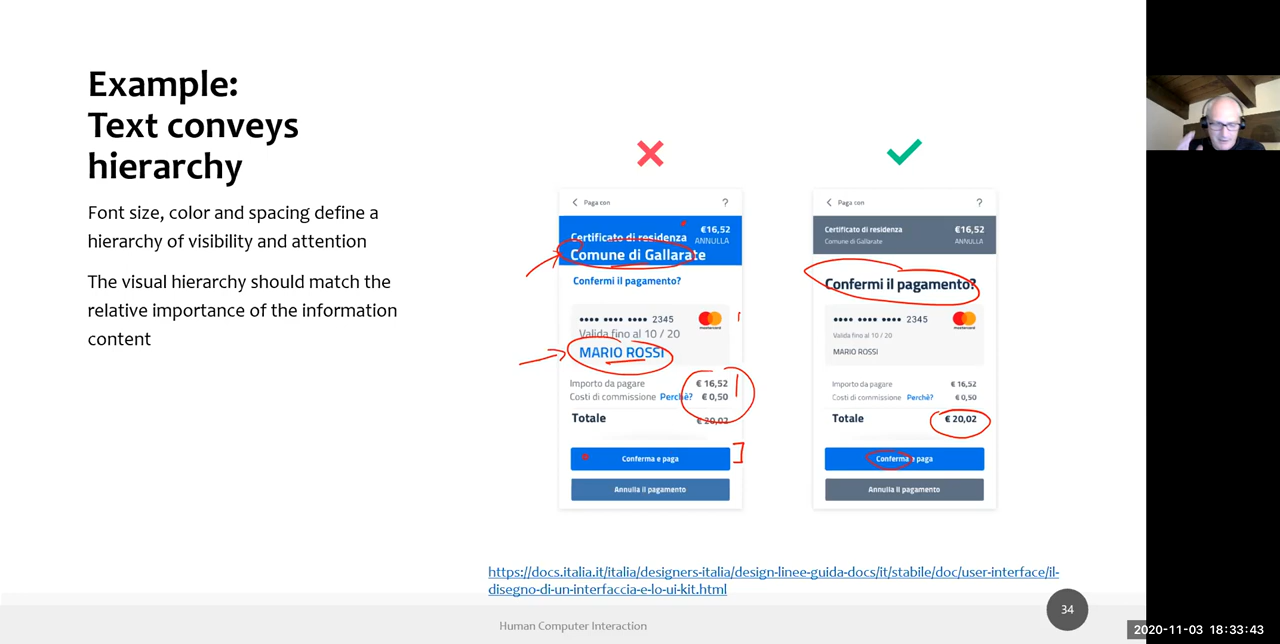 Example:
Text conveys
hierarchy
Font size, color and spacing define a
hierarchy of visibility and attention
The visual hierarchy should match the
relative importance of the information
content
Paga con ?
Certificato di residenza €16,52
ANNULLA
Comune di Gallarate
Confermi il pagamento?
•••• •••• •••• 2345
mastercard
Valida fino al 10 / 20
MARIO ROSSI
Importo da pagare € 16,52
Costi di commissione Perchè? € 0,50
Totale € 20,02
Conferma e paga
Annulla il pagamento
Paga con ?
Certificato di residenza €16,52
Comune di Gallarate ANNULLA
Confermi il pagamento?
•••• •••• •••• 2345
mastercard
Valida fino al 10 / 20
MARIO ROSSI
Importo da pagare € 16,52
Costi di commissione Perchè? € 0,50
Totale € 20,02
Conferma e paga
Annulla il pagamento
https://docs.italia.it/italia/designers-italia/design-linee-guida-docs/it/stabile/doc/user-interface/il-
disegno-di-un-interfaccia-e-lo-ui-kit.html
34
Human Computer Interaction
2020-11-03 18:33:43